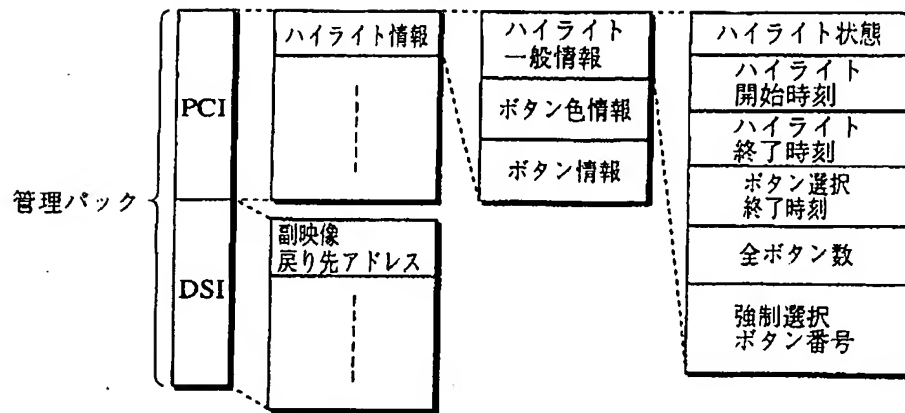 管理パック
PCI
DSI
ハイライト情報
副映像
戻り先アドレス
ハイライト
一般情報
ボタン色情報
ボタン情報
ハイライト状態
ハイライト
開始時刻
ハイライト
終了時刻
ボタン選択
終了時刻
全ボタン数
強制選択
ボタン番号